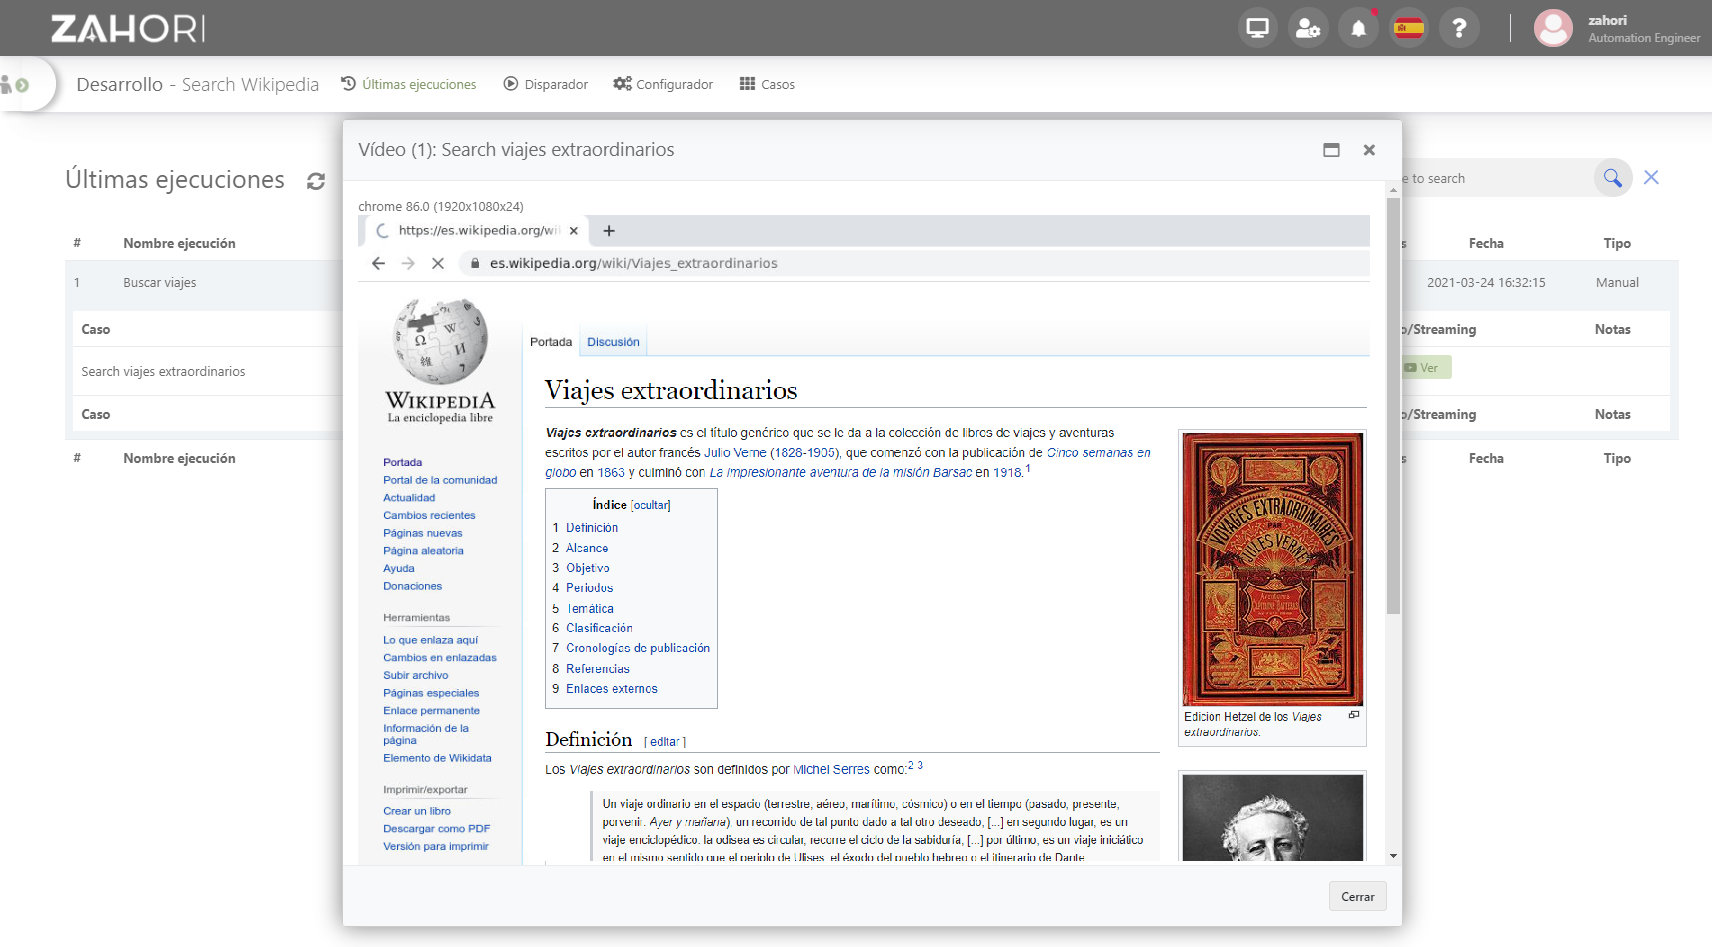 ZAHORI
zahori
Automation Engineer
Desarrollo - Search Wikipedia
Últimas ejecuciones
Disparador
Configurador
Casos
Últimas ejecuciones
e to search
# Nombre ejecución
s Fecha Tipo
1 Buscar viajes
2021-03-24 16:32:15 Manual
Caso
o/Streaming Notas
Search viajes extraordinarios
Ver
Caso
o/Streaming Notas
# Nombre ejecución
s Fecha Tipo
Vídeo (1): Search viajes extraordinarios
chrome 86.0 (1920x1080x24)
https://es.wikipedia.org/wi
es.wikipedia.org/wiki/Viajes_extraordinarios
WIKIPEDIA
La enciclopedia libre
Portada
Portal de la comunidad
Actualidad
Cambios recientes
Páginas nuevas
Página aleatoria
Ayuda
Donaciones
Herramientas
Lo que enlaza aquí
Cambios en enlazadas
Subir archivo
Páginas especiales
Enlace permanente
Información de la
página
Elemento de Wikidata
Imprimir/exportar
Crear un libro
Descargar como PDF
Versión para imprimir
Portada Discusión
Viajes extraordinarios
Viajes extraordinarios es el título genérico que se le da a la colección de libros de viajes y aventuras
escritos por el autor francés Julio Verne (1828-1905), que comenzó con la publicación de Cinco semanas en
globo en 1863 y culminó con La impresionante aventura de la misión Barsac en 1918.1
Índice [ocultar]
1 Definición
2 Alcance
3 Objetivo
4 Periodos
5 Temática
6 Clasificación
7 Cronologías de publicación
8 Referencias
9 Enlaces externos
VOYAGES EXTRAORDINAIRES
PAR
JULES VERNE
Edicion Hetzel de los Viajes
extraordinarios.
Definición [ editar ]
Los Viajes extraordinarios son definidos por Michel Serres como:2 3
Un viaje ordinario en el espacio (terrestre, aéreo, marítimo, cósmico) o en el tiempo (pasado, presente,
porvenir: Ayer y mañana), un recorrido de tal punto dado a tal otro deseado, [...] en segundo lugar, es un
viaje enciclopédico: la odisea es circular, recorre el ciclo de la sabiduría, [...] por último, es un viaje iniciático
en el mismo sentido que el periplo de Ulises, el éxodo del pueblo hebreo o el itinerario de Dante
Cerrar